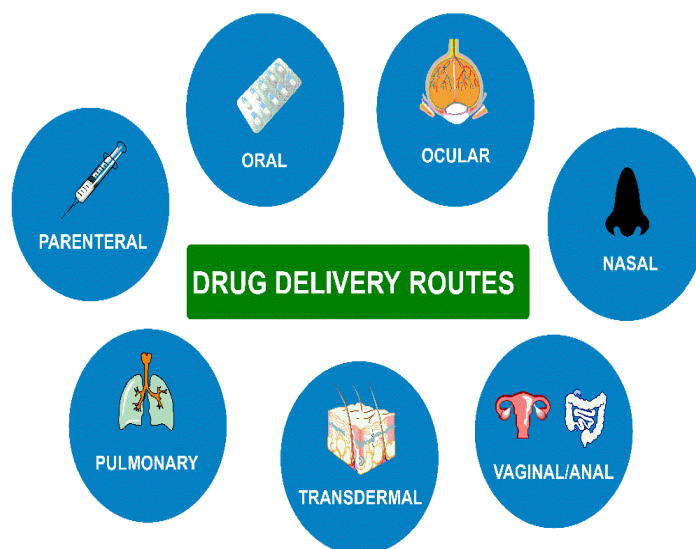 ORAL
OCULAR
PARENTERAL
NASAL
DRUG DELIVERY ROUTES
PULMONARY
TRANSDERMAL
VAGINAL/ANAL